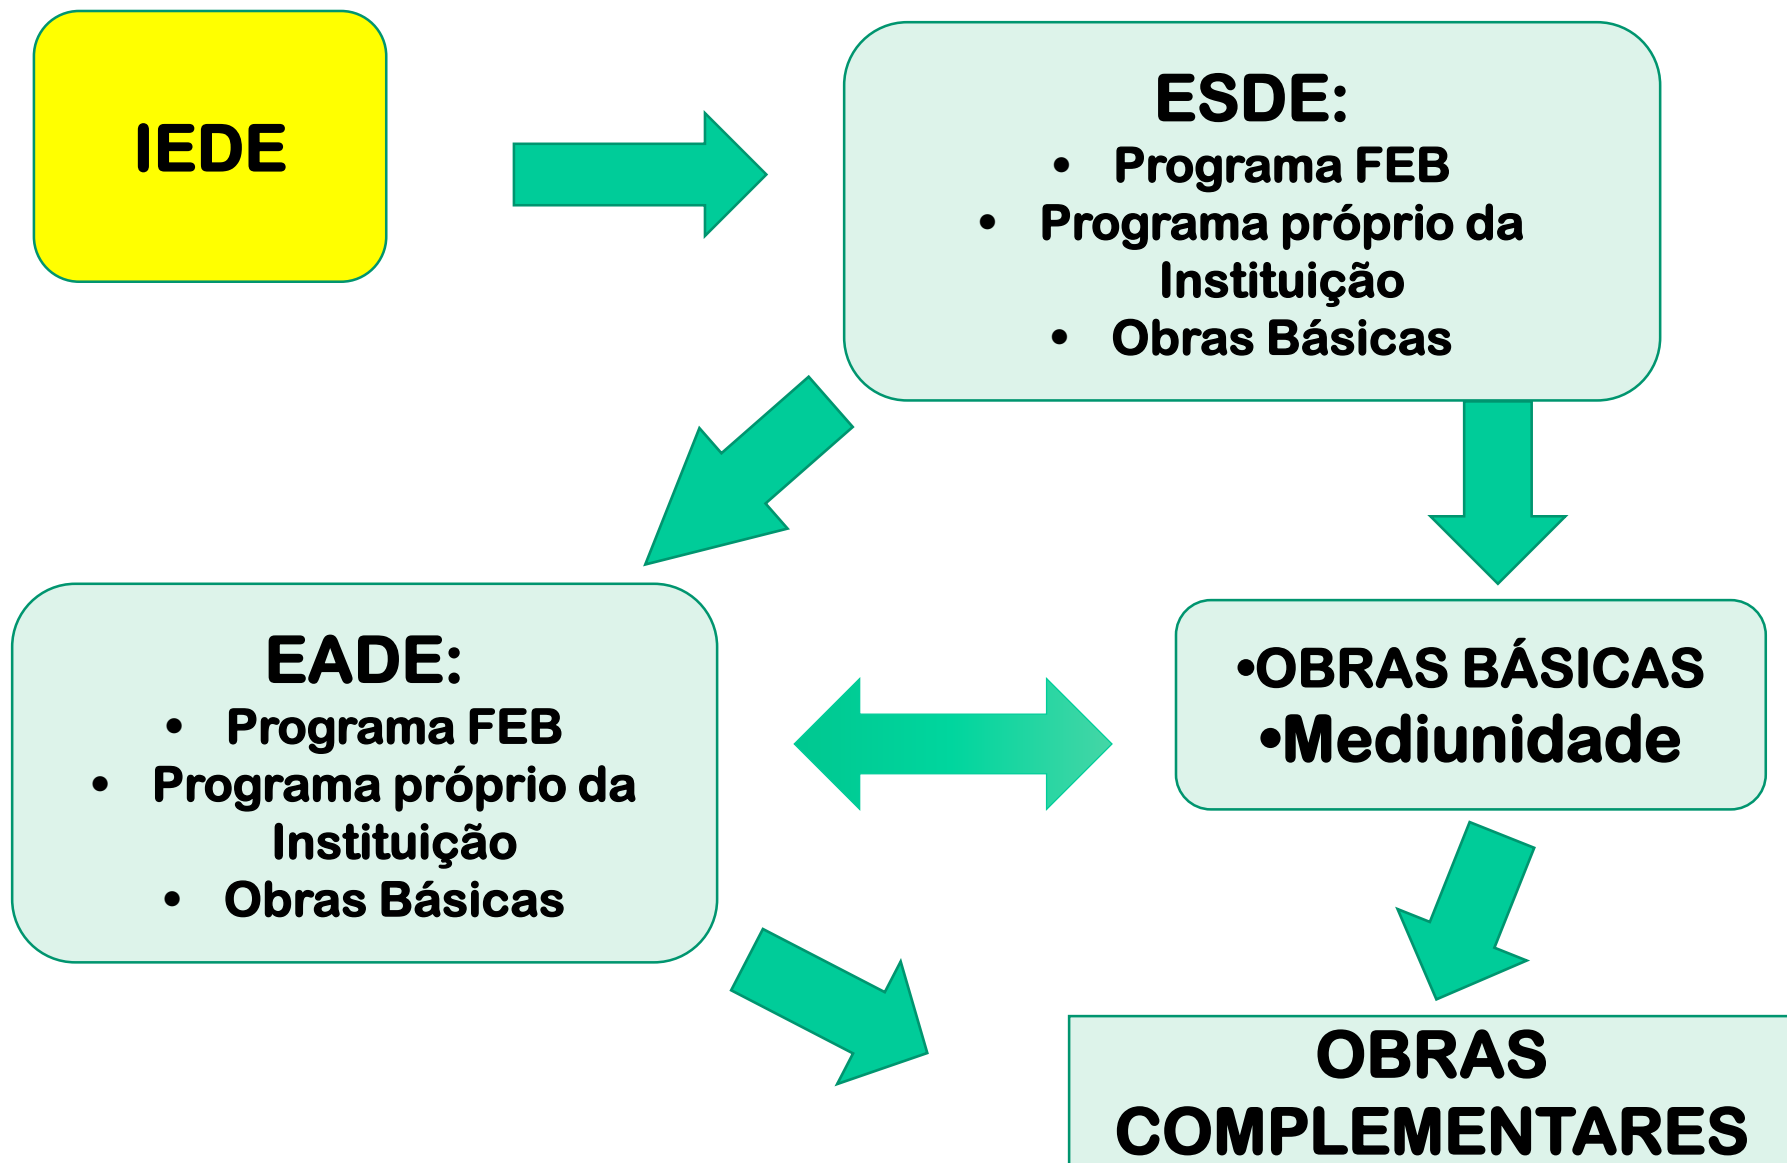 IEDE
ESDE:
• Programa FEB
• Programa próprio da
Instituição
• Obras Básicas
EADE:
• Programa FEB
• Programa próprio da
Instituição
• Obras Básicas
•OBRAS BÁSICAS
•Mediunidade
OBRAS
COMPLEMENTARES